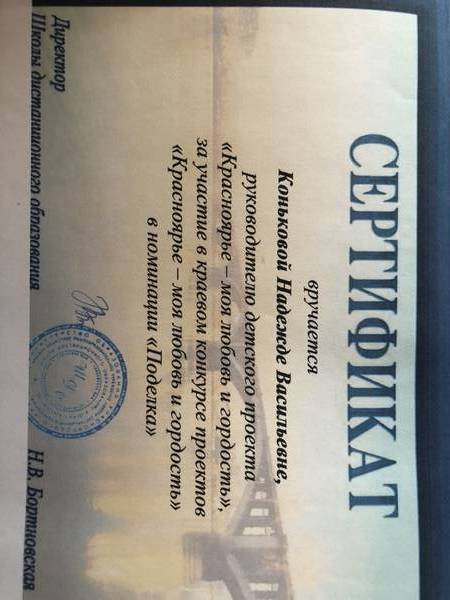 СЕРТИФИКАТ
вручается
Коньковой Надежде Васильевне,
руководителю детского проекта
«Красноярье – моя любовь и гордость»,
за участие в краевом конкурсе проектов
«Красноярье – моя любовь и гордость»
в номинации «Поделка»
Директор
Школы дистанционного образования Н.В. Бортновская